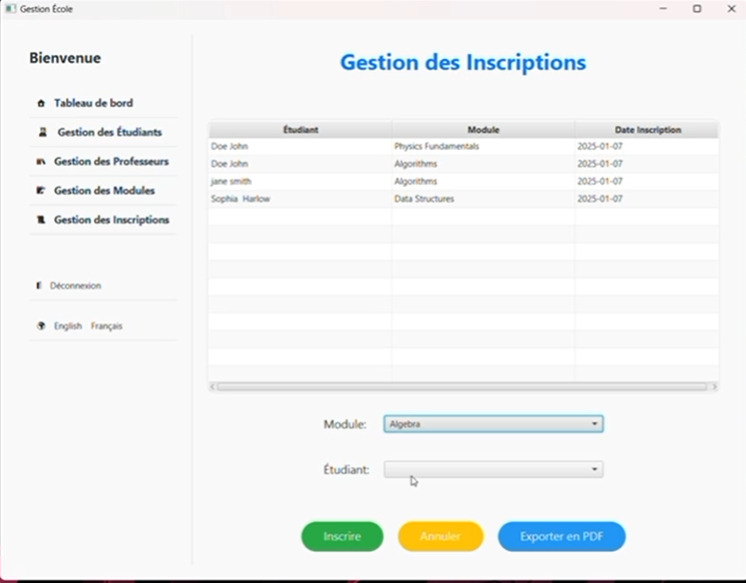 Gestion École
Bienvenue
Tableau de bord
Gestion des Étudiants
Gestion des Professeurs
Gestion des Modules
Gestion des Inscriptions
Déconnexion
English Français
Gestion des Inscriptions
Étudiant Module Date Inscription
Doe John Physics Fundamentals 2025-01-07
Doe John Algorithms 2025-01-07
jane smith Algorithms 2025-01-07
Sophia Harlow Data Structures 2025-01-07
Module: Algebra
Étudiant:
Inscrire Annuler Exporter en PDF